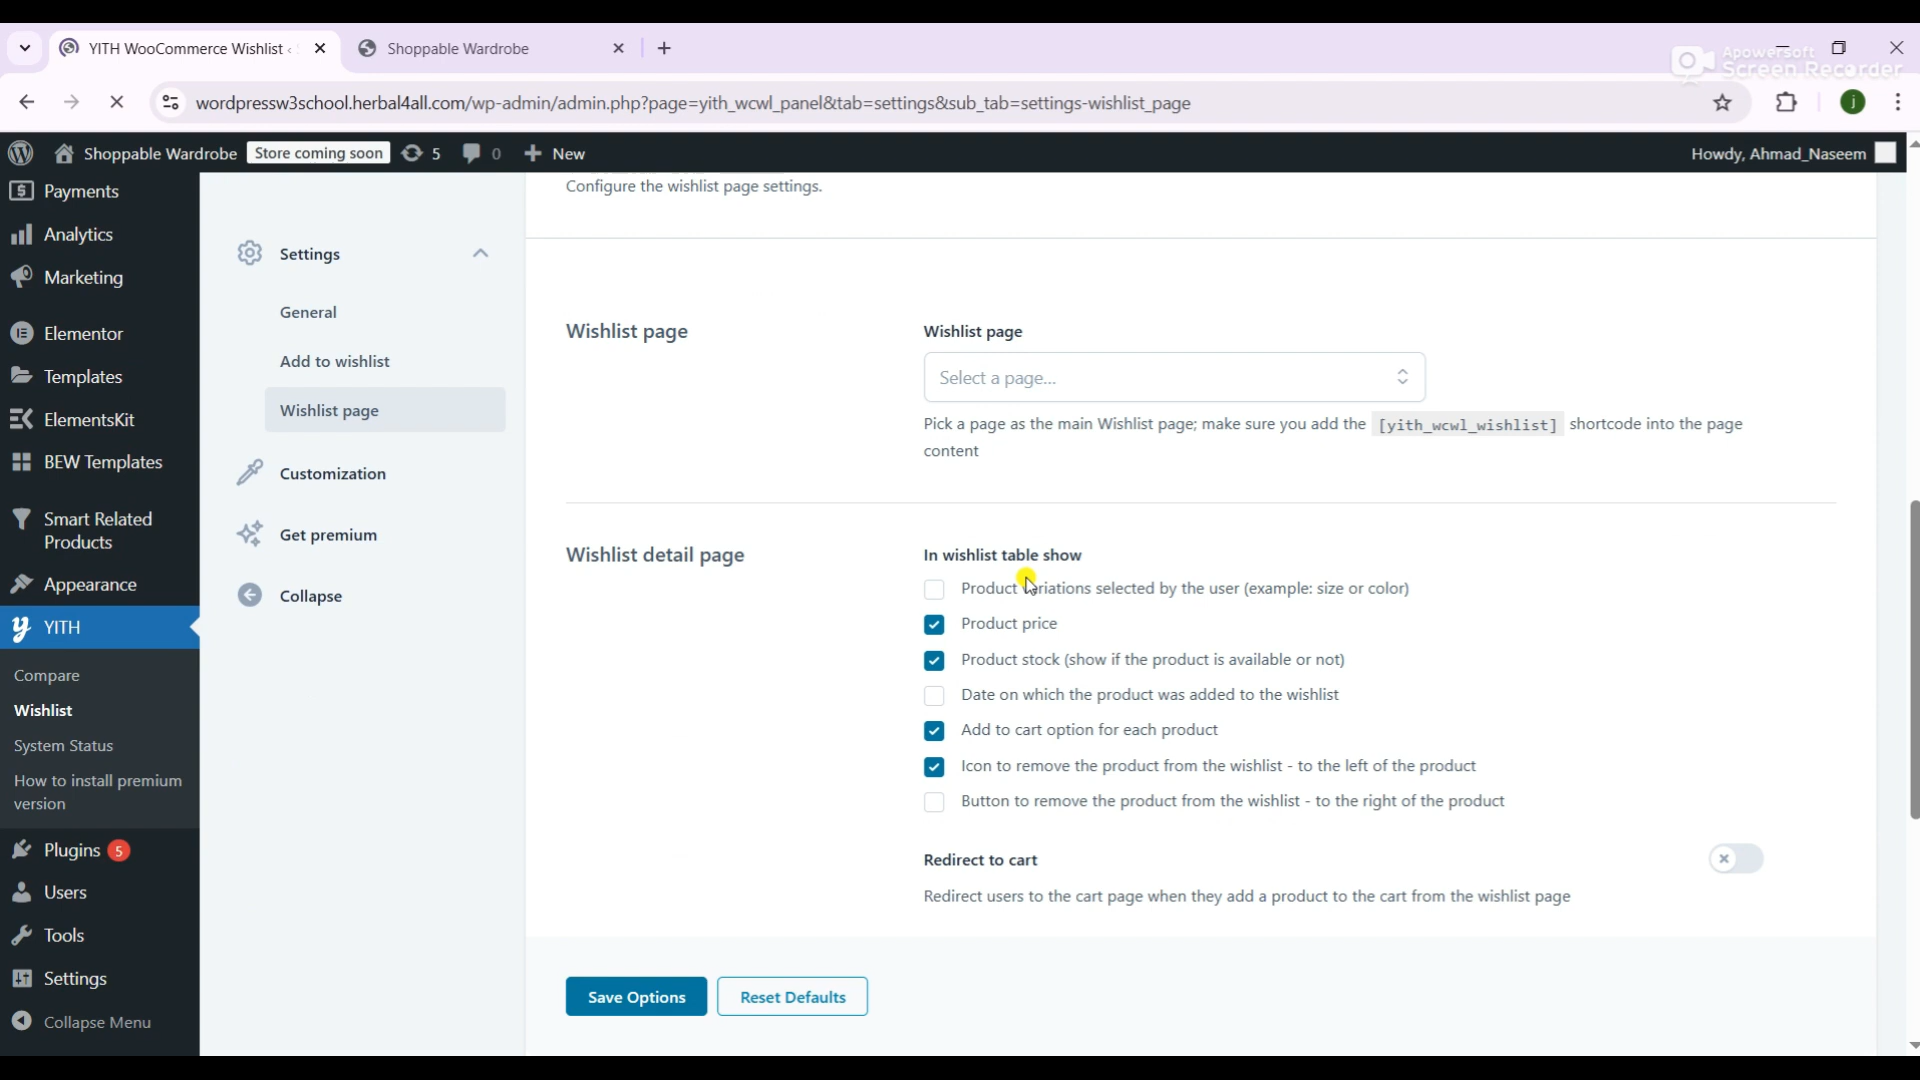 YITH WooCommerce Wishlist ‹
Shoppable Wardrobe
Apowersoft
Screen Recorder
wordpressw3school.herbal4all.com/wp-admin/admin.php?page=yith_wcwl_panel&tab=settings&sub_tab=settings-wishlist_page
j
Shoppable Wardrobe
Store coming soon
5
0
New
Howdy, Ahmad_Naseem
Payments
Analytics
Marketing
Elementor
Templates
ElementsKit
BEW Templates
Smart Related
Products
Appearance
YITH
Compare
Wishlist
System Status
How to install premium
version
Plugins 5
Users
Tools
Settings
Collapse Menu
Settings
General
Add to wishlist
Wishlist page
Customization
Get premium
Collapse
Configure the wishlist page settings.
Wishlist page
Wishlist page
Select a page...
Pick a page as the main Wishlist page; make sure you add the [yith_wcwl_wishlist] shortcode into the page
content
Wishlist detail page
In wishlist table show
Product variations selected by the user (example: size or color)
Product price
Product stock (show if the product is available or not)
Date on which the product was added to the wishlist
Add to cart option for each product
Icon to remove the product from the wishlist - to the left of the product
Button to remove the product from the wishlist - to the right of the product
Redirect to cart
Redirect users to the cart page when they add a product to the cart from the wishlist page
Save Options
Reset Defaults